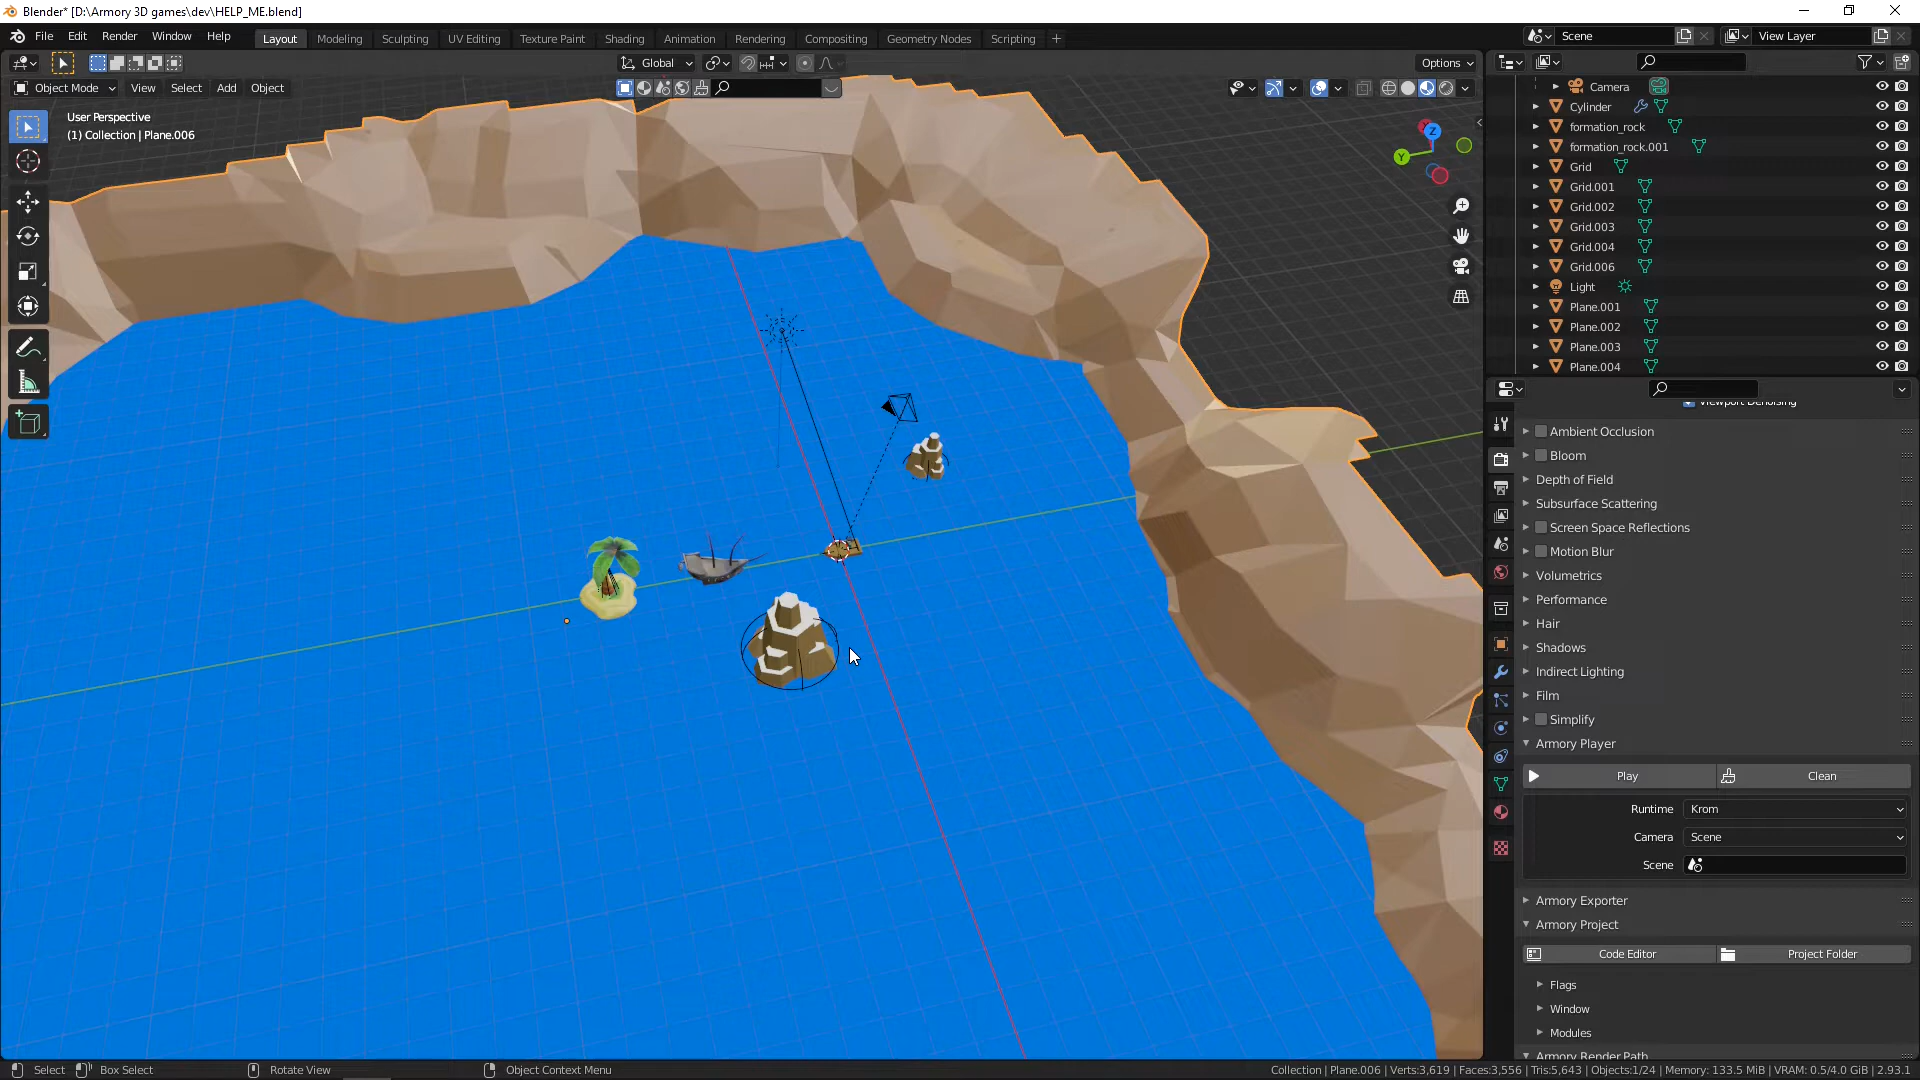 Blender* [D:\Armory 3D games\dev\HELP_ME.blend]
File Edit Render Window Help
Layout Modeling Sculpting UV Editing Texture Paint Shading Animation Rendering Compositing Geometry Nodes Scripting +
Scene
View Layer
Global
Options
Object Mode View Select Add Object
User Perspective
(1) Collection | Plane.006
Z
Y
Camera
Cylinder
formation_rock
formation_rock.001
Grid
Grid.001
Grid.002
Grid.003
Grid.004
Grid.006
Light
Plane.001
Plane.002
Plane.003
Plane.004
Viewport Denoising
Ambient Occlusion
Bloom
Depth of Field
Subsurface Scattering
Screen Space Reflections
Motion Blur
Volumetrics
Performance
Hair
Shadows
Indirect Lighting
Film
Simplify
Armory Player
Play Clean
Runtime Krom
Camera Scene
Scene
Armory Exporter
Armory Project
Code Editor Project Folder
Flags
Window
Modules
Armory Render Path
Select Box Select Rotate View Object Context Menu
Collection | Plane.006 | Verts:3,619 | Faces:3,556 | Tris:5,643 | Objects:1/24 | Memory: 133.5 MiB | VRAM: 0.5/4.0 GiB | 2.93.1